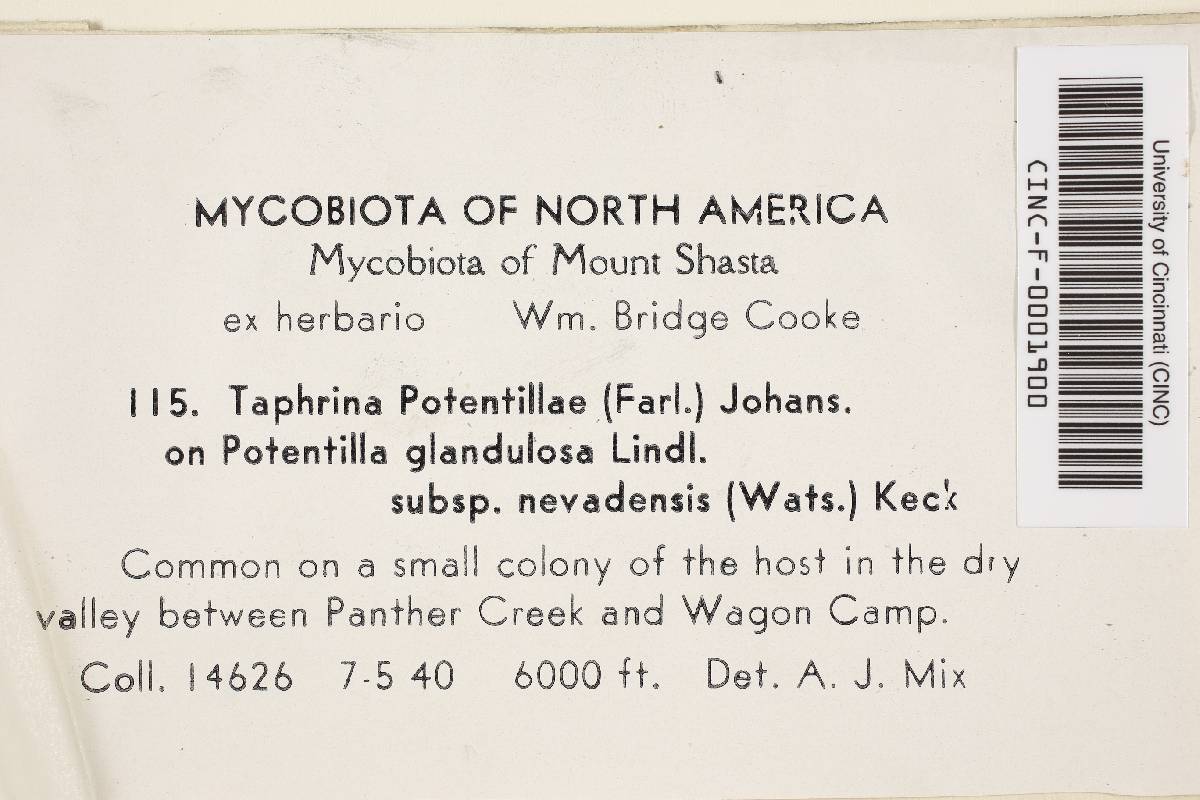 MYCOBIOTA OF NORTH AMERICA
Mycobiota of Mount Shasta
ex herbario Wm. Bridge Cooke
115. Taphrina Potentillae (Farl.) Johans.
on Potentilla glandulosa Lindl.
subsp. nevadensis (Wats.) Keck
Common on a small colony of the host in the dry
valley between Panther Creek and Wagon Camp.
Coll. 14626 7-5 40 6000 ft. Det. A. J. Mix
University of Cincinnati (CINC)
CINC-F-0001900